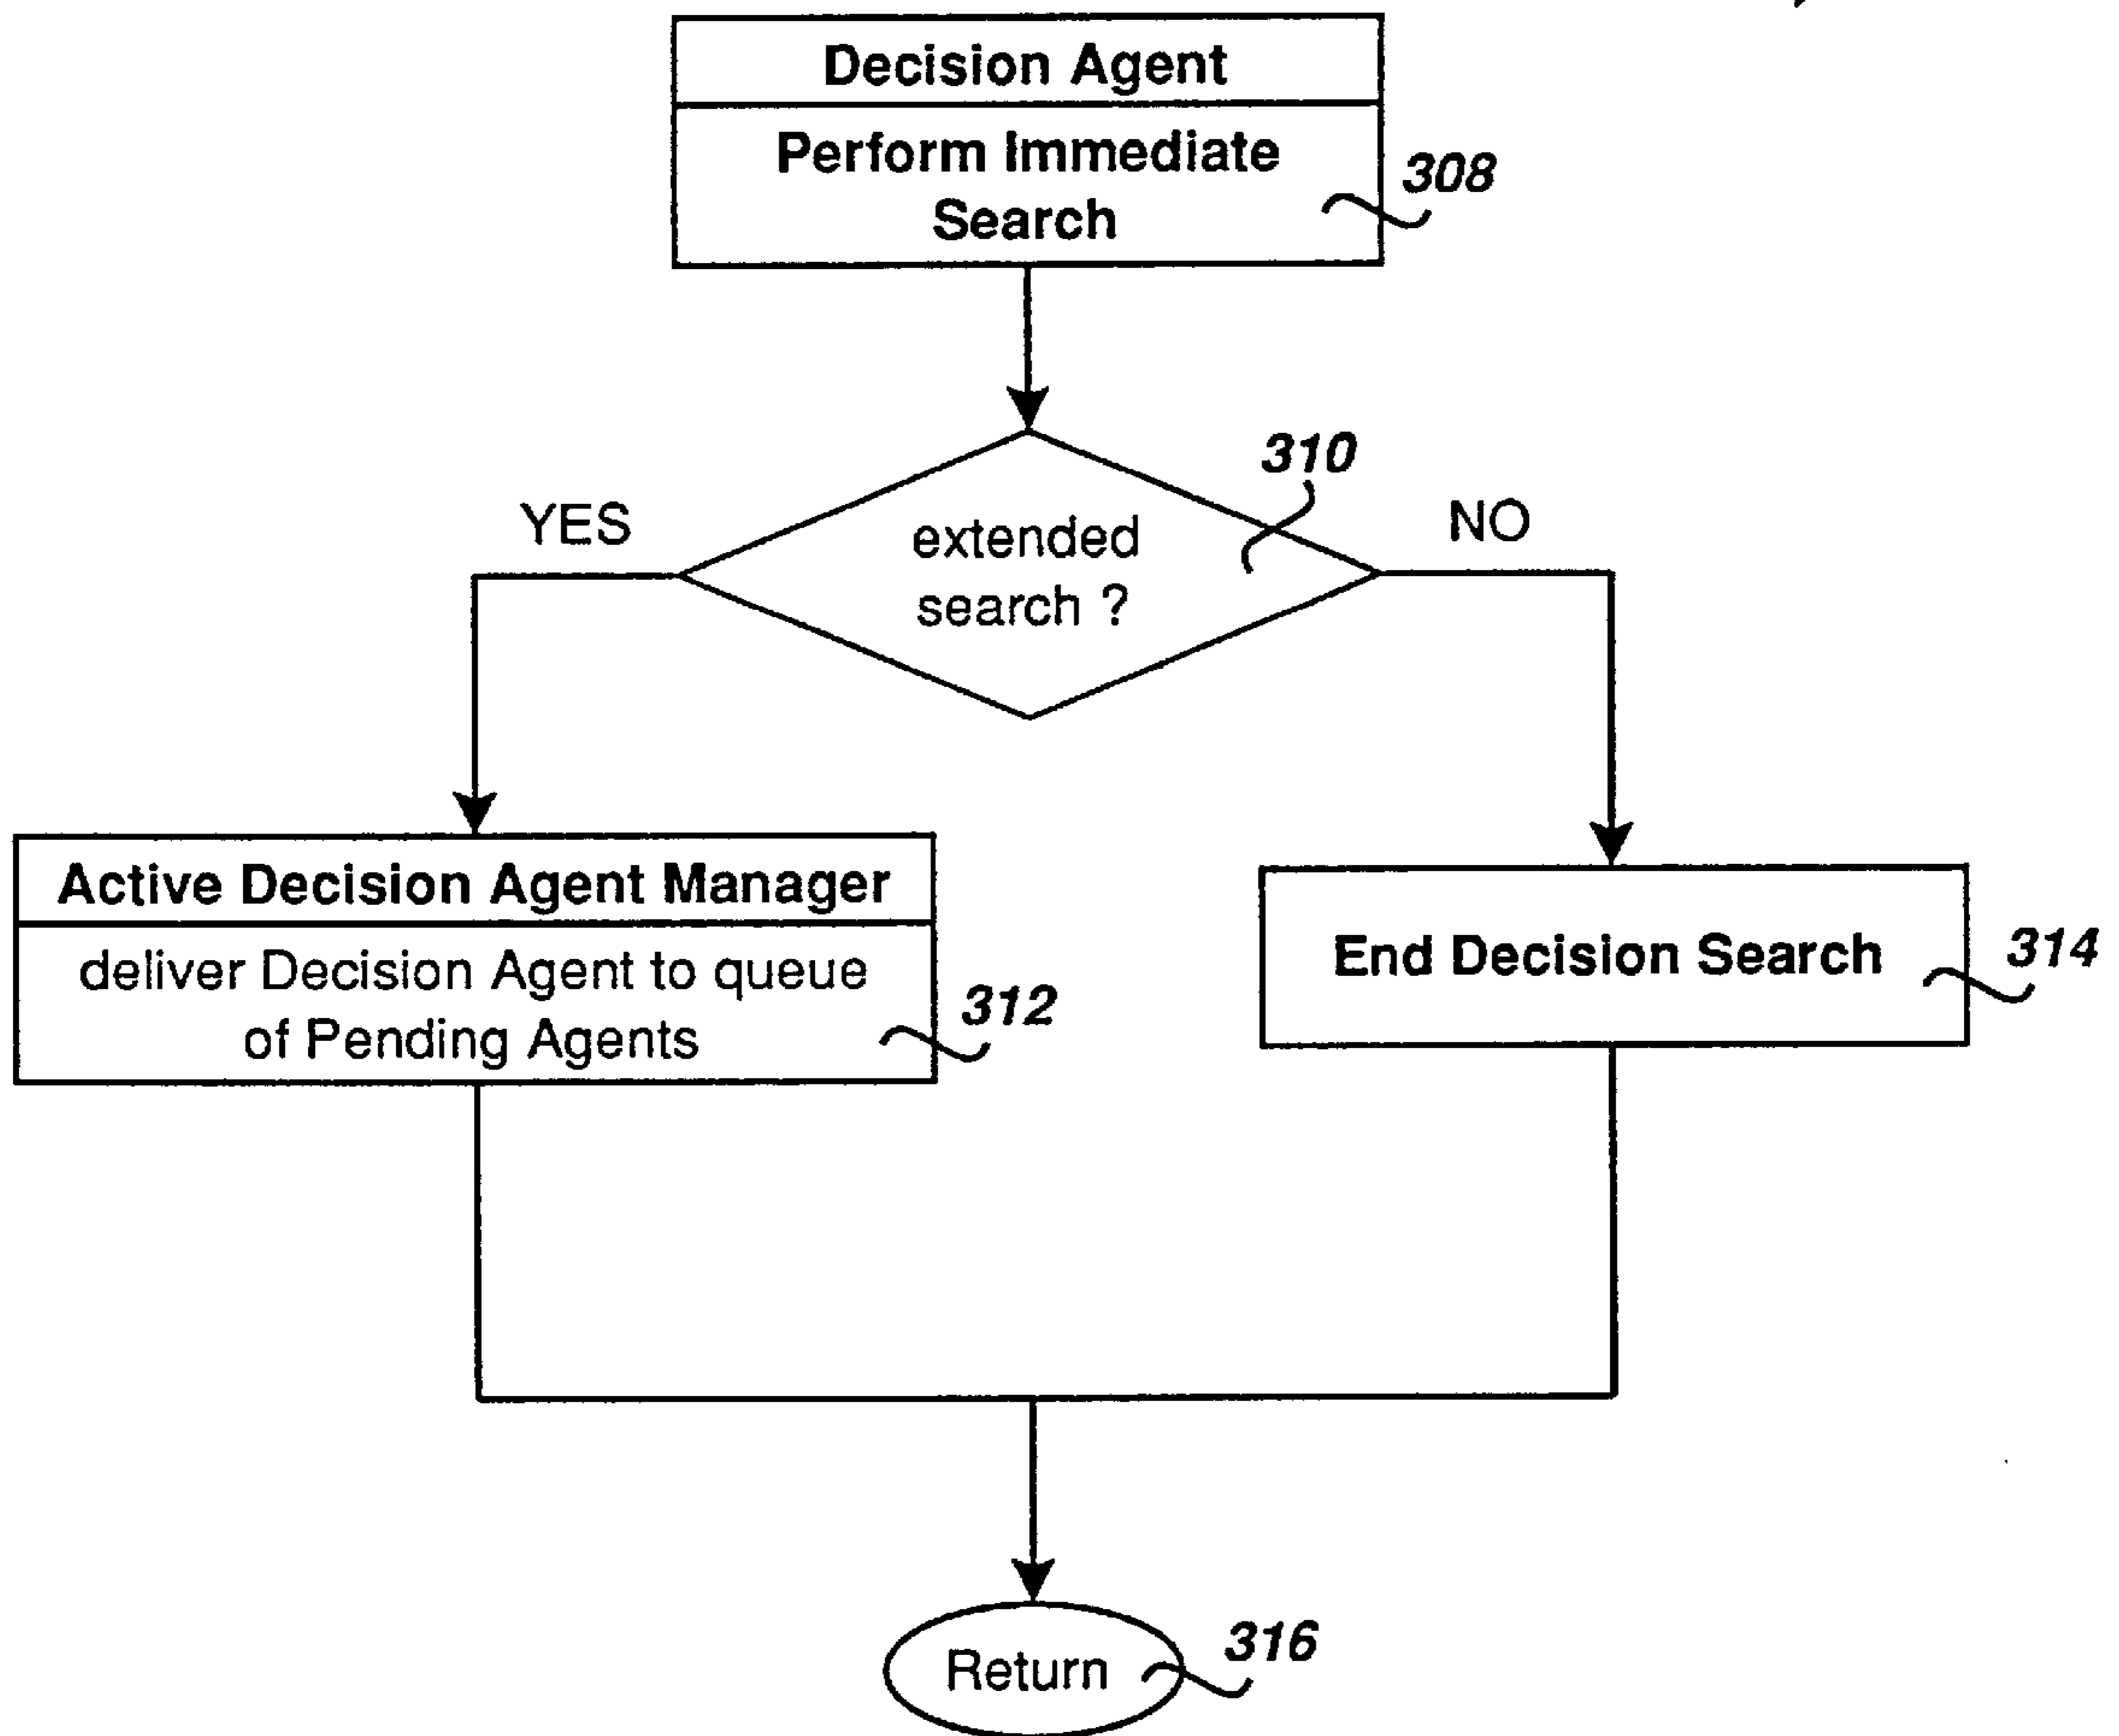 Decision Agent
Perform Immediate
Search
308
310
YES
extended
search ?
NO
Active Decision Agent Manager
deliver Decision Agent to queue
of Pending Agents
312
End Decision Search
314
Return
316